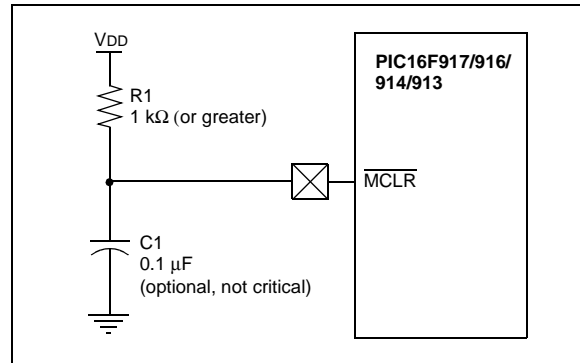 VDD
R1
1 kΩ (or greater)
C1
0.1 μF
(optional, not critical)
PIC16F917/916/
914/913
MCLR